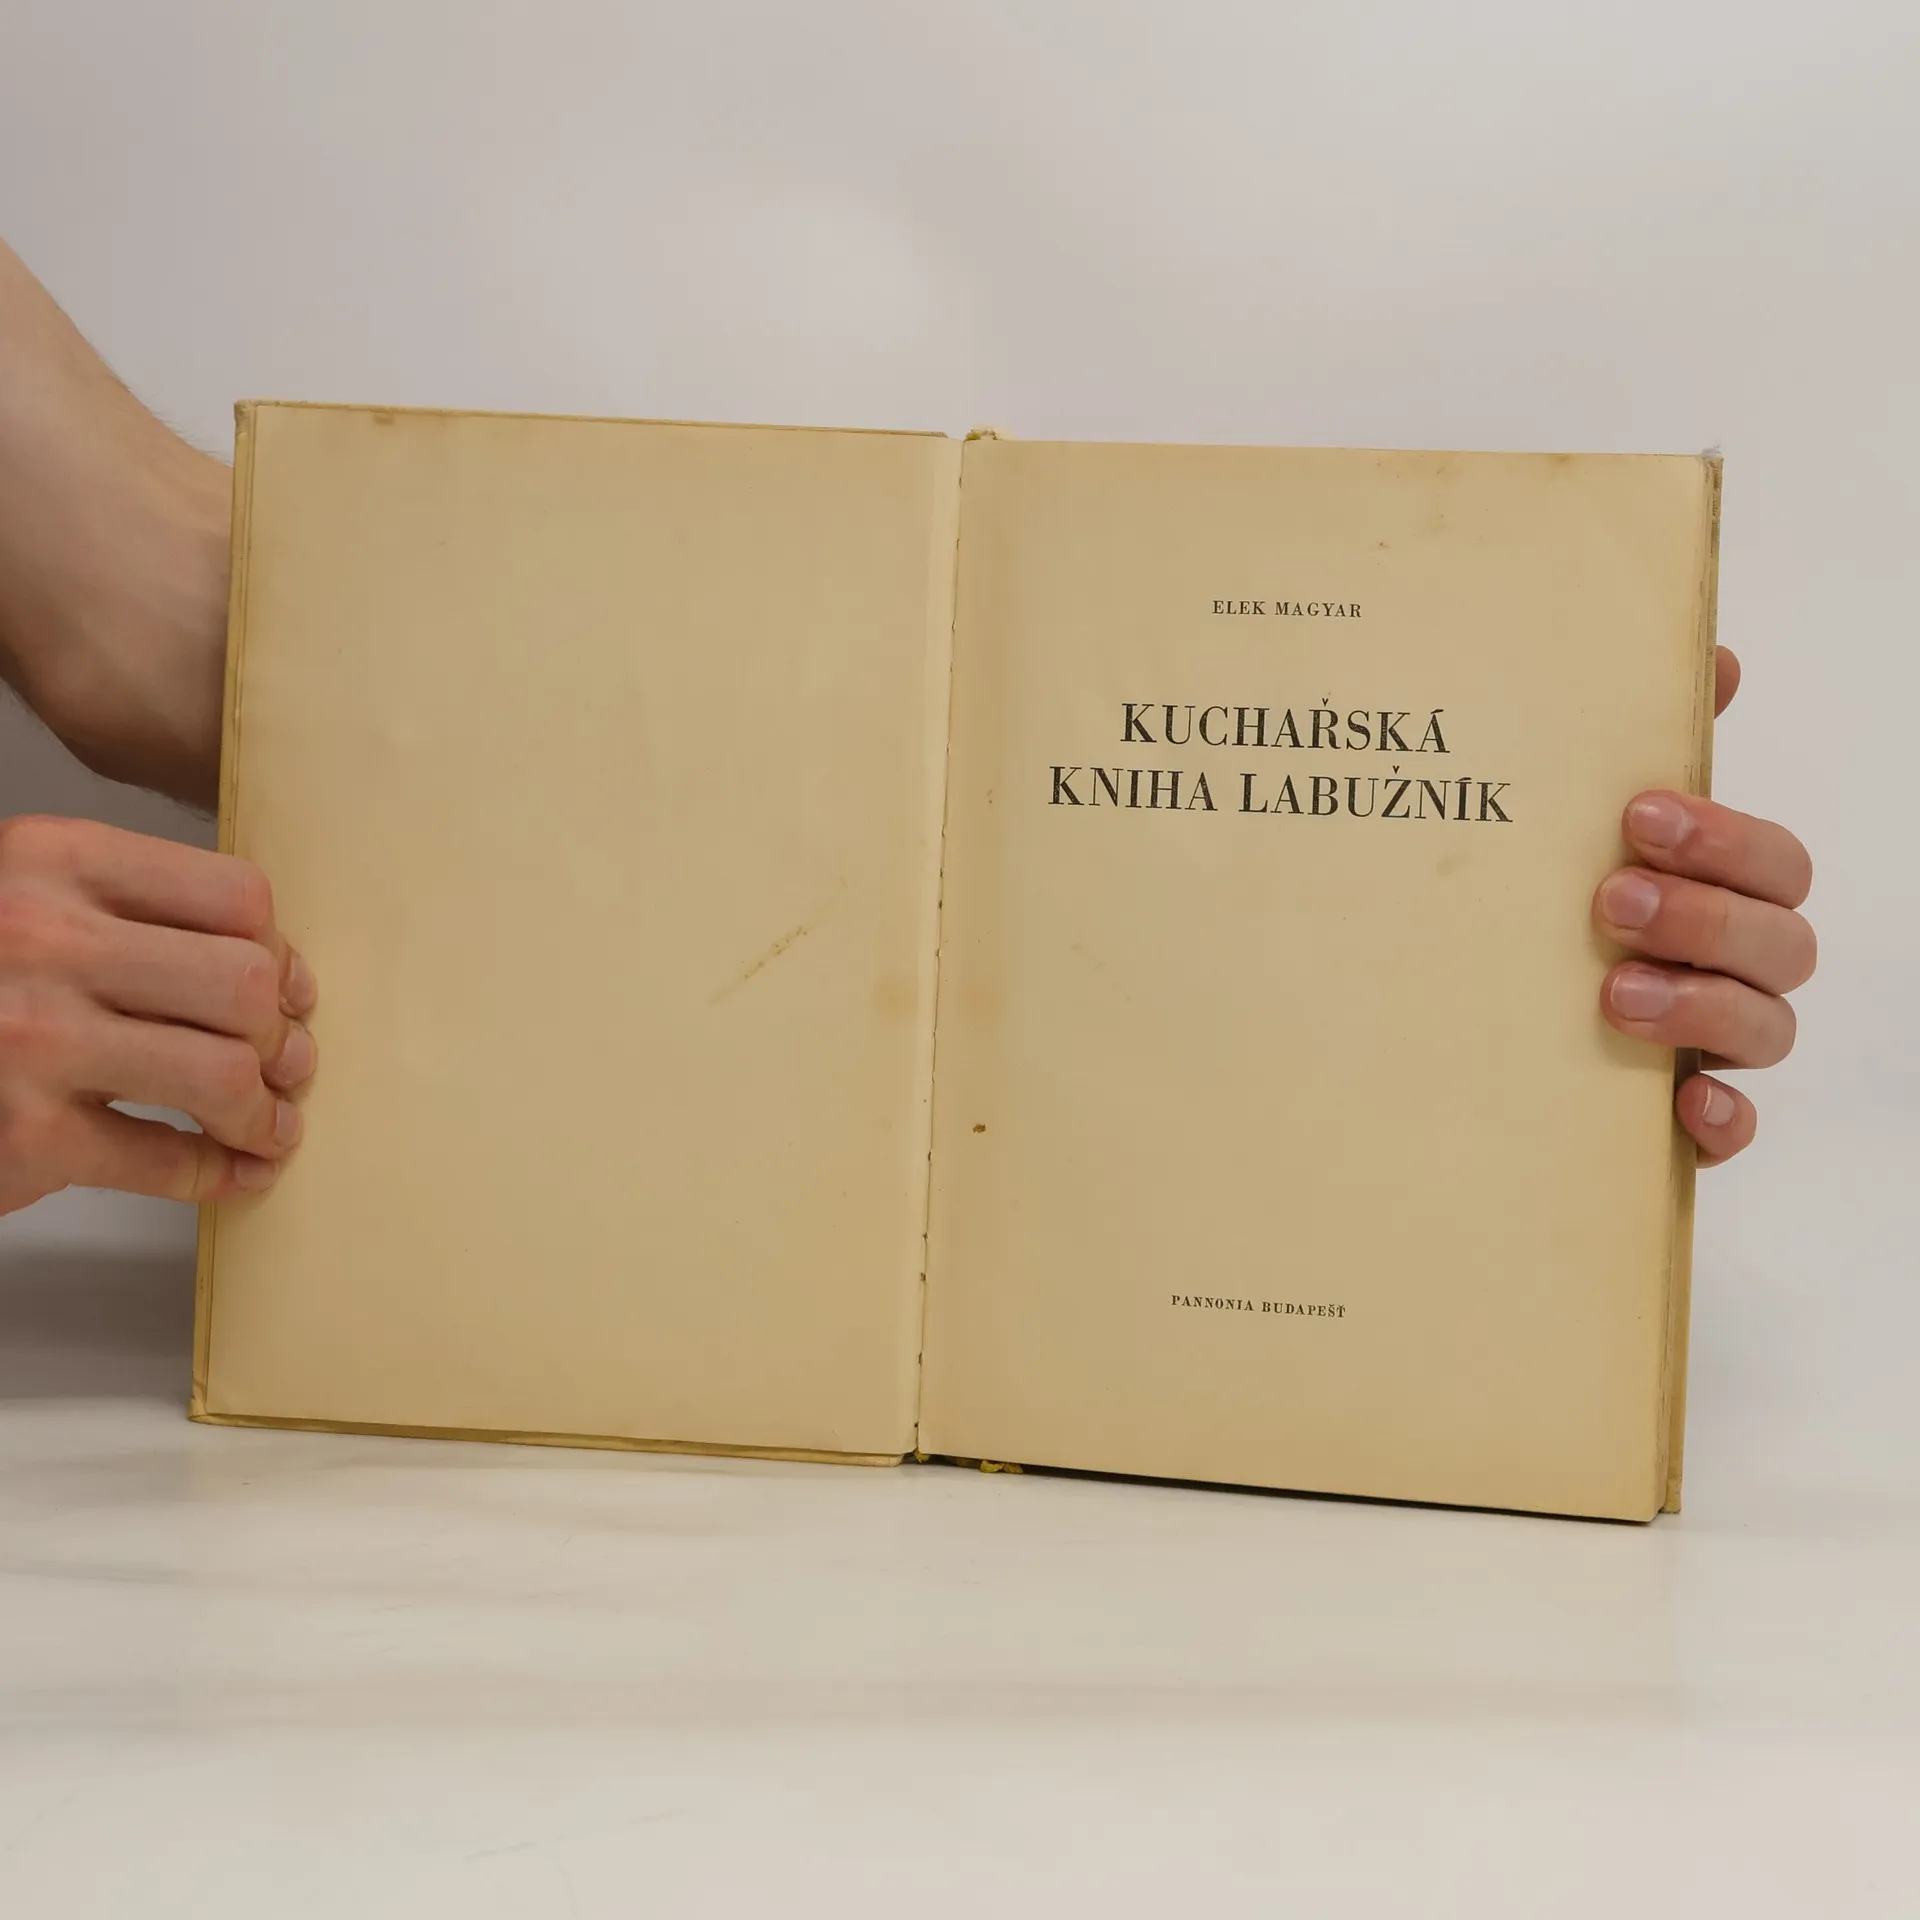 ELEK MAGYAR
KUCHAŘSKÁ
KNIHA LABUŽNÍK
PANNONIA BUDAPEŠŤ